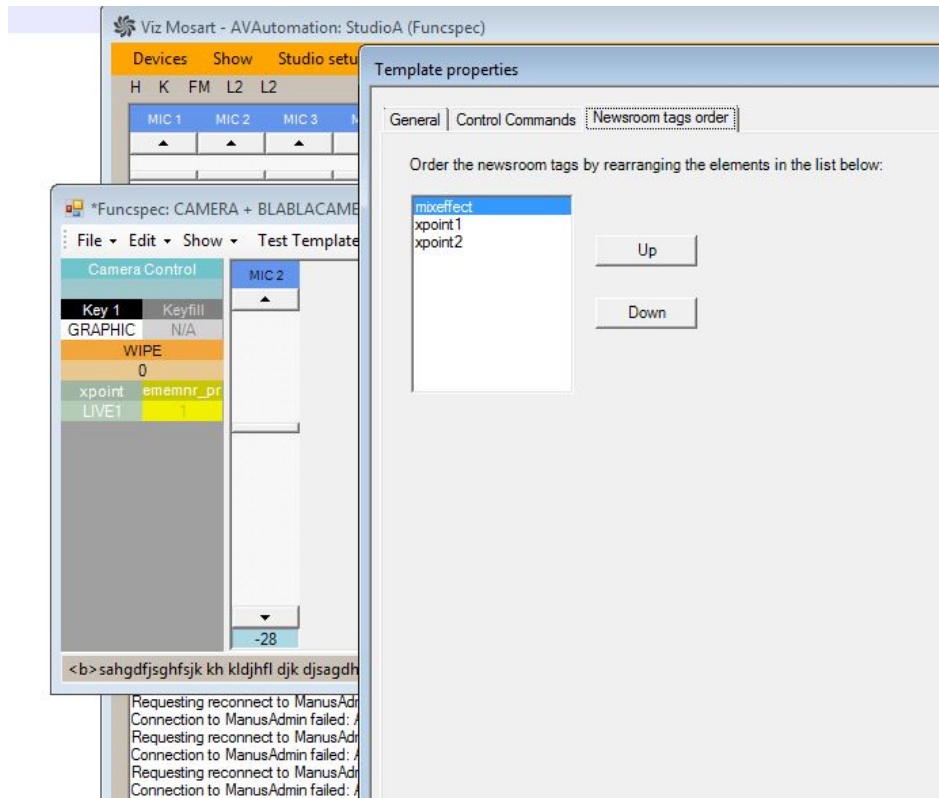 Viz Mosart - AVAutomation: StudioA (Funcspec)
Devices Show Studio setu
H K FM L2 L2
MIC 1 MIC 2 MIC 3
Template properties
General Control Commands Newsroom tags order
Order the newsroom tags by rearranging the elements in the list below:
mixeffect
xpoint1
xpoint2
Up
Down
*Funcspec: CAMERA + BLABLACAME
File Edit Show Test Template
Camera Control
MIC 2
Key 1 Keyfill
GRAPHIC N/A
WIPE
0
xpoint ememnr_pr
LIVE1 1
-28
<b>sahgdfjsghfsjk kh kldjhfl djk djsagdh
Requesting reconnect to ManusAdr
Connection to ManusAdmin failed: A
Requesting reconnect to ManusAdr
Connection to ManusAdmin failed: A
Requesting reconnect to ManusAdr
Connection to ManusAdmin failed: A